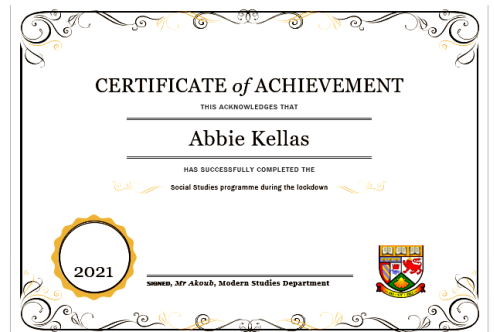 CERTIFICATE of ACHIEVEMENT
THIS ACKNOWLEDGES THAT
Abbie Kellas
HAS SUCCESSFULLY COMPLETED THE
Social Studies programme during the lockdown
2021
SIGNED, Mr Akoub, Modern Studies Department